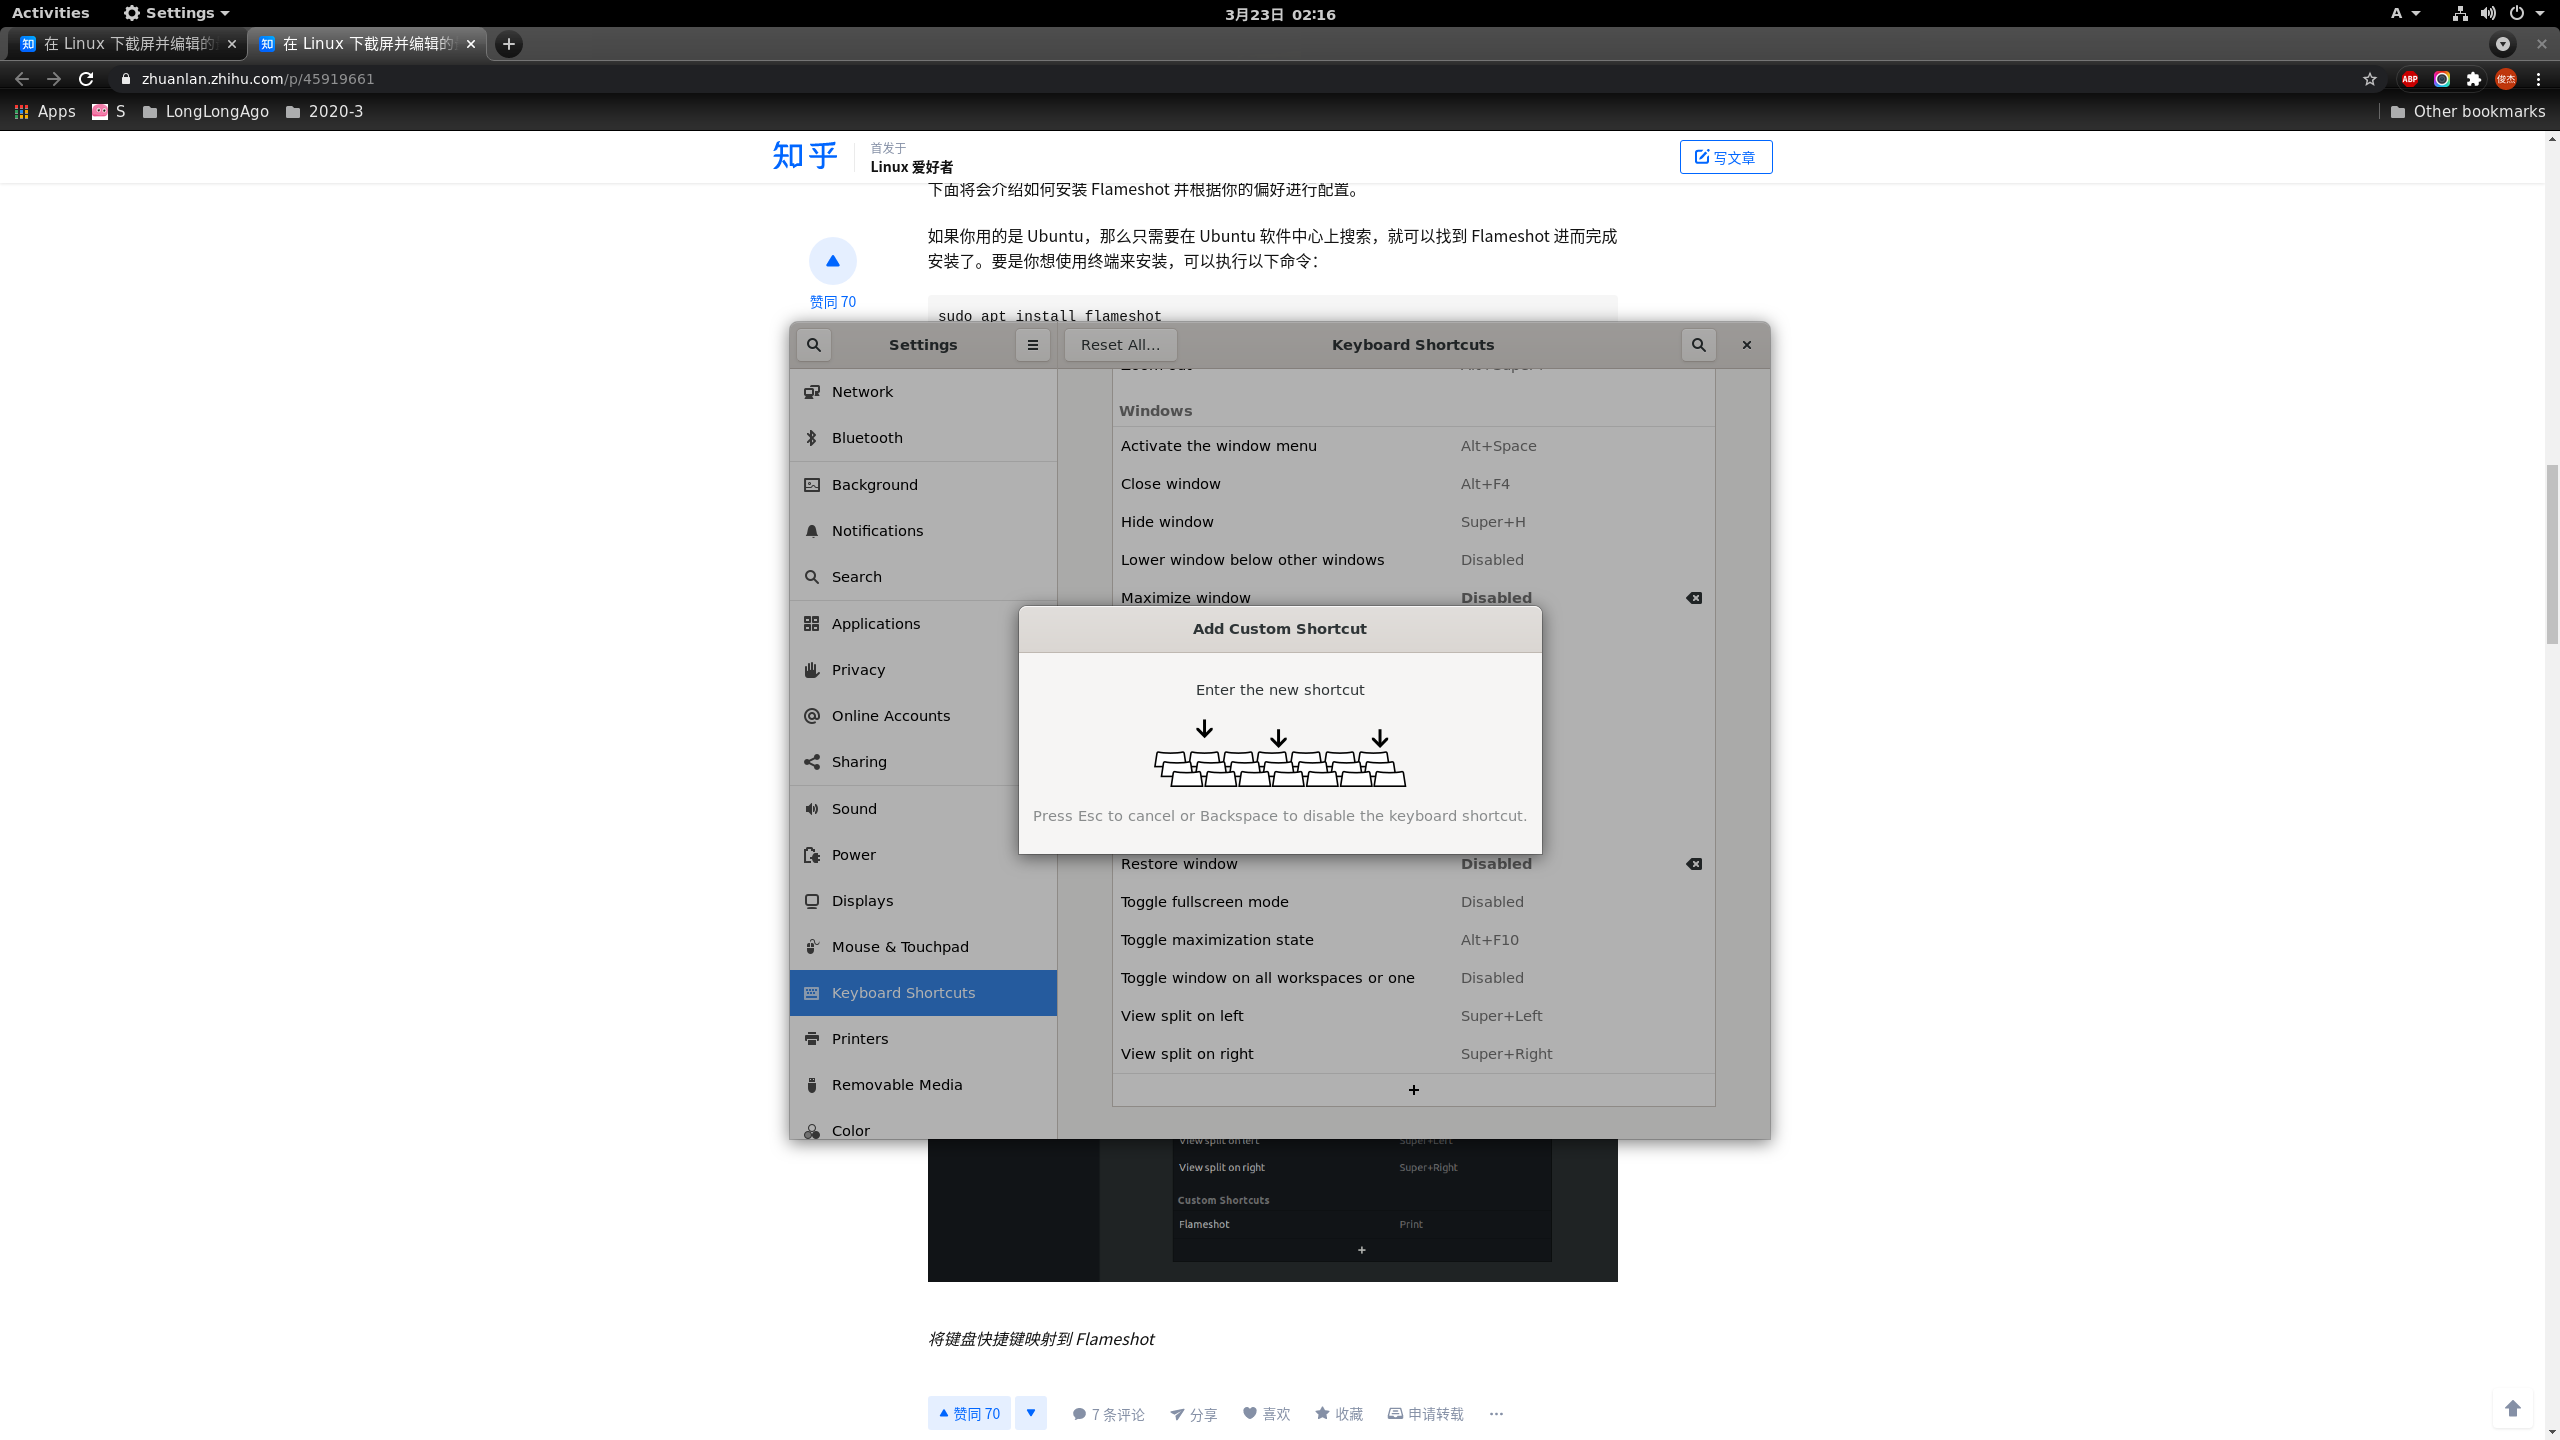 Activities
Settings
3月23日 02:16
A
在 Linux 下截屏并编辑的
在 Linux 下截屏并编辑的
zhuanlan.zhihu.com/p/45919661
ABP
俊杰
Apps
S
LongLongAgo
2020-3
Other bookmarks
知乎
首发于
Linux 爱好者
写文章
下面将会介绍如何安装 Flameshot 并根据你的偏好进行配置。
如果你用的是 Ubuntu，那么只需要在 Ubuntu 软件中心上搜索，就可以找到 Flameshot 进而完成
安装了。要是你想使用终端来安装，可以执行以下命令：
赞同 70
sudo apt install flameshot
Settings
Reset All...
Keyboard Shortcuts
Network
Bluetooth
Background
Notifications
Search
Applications
Privacy
Online Accounts
Sharing
Sound
Power
Displays
Mouse & Touchpad
Keyboard Shortcuts
Printers
Removable Media
Color
Windows
Activate the window menu Alt+Space
Close window Alt+F4
Hide window Super+H
Lower window below other windows Disabled
Maximize window Disabled
Add Custom Shortcut
Enter the new shortcut
Press Esc to cancel or Backspace to disable the keyboard shortcut.
Restore window Disabled
Toggle fullscreen mode Disabled
Toggle maximization state Alt+F10
Toggle window on all workspaces or one Disabled
View split on left Super+Left
View split on right Super+Right
View split on left Super+Left
View split on right Super+Right
Custom Shortcuts
Flameshot Print
将键盘快捷键映射到 Flameshot
赞同 70
7 条评论
分享
喜欢
收藏
申请转载